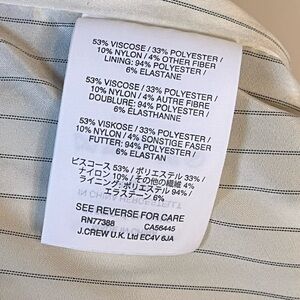 53% VISCOSE / 33% POLYESTER /
10% NYLON / 4% OTHER FIBER
LINING: 94% POLYESTER /
6% ELASTANE
53% VISCOSE / 33% POLYESTER /
10% NYLON / 4% AUTRE FIBRE
DOUBLURE: 94% POLYESTER /
6% ELASTHANNE
53% VISKOSE / 33% POLYESTER /
10% NYLON / 4% SONSTIGE FASER
FUTTER: 94% POLYESTER /
6% ELASTAN
ビスコース 53% / ポリエステル 33% /
ナイロン 10% / その他の繊維 4%
ライニング: ポリエステル 94% /
エラステーン 6%
SEE REVERSE FOR CARE
RN77388 CA56445
J.CREW U.K. Ltd EC4V 6JA